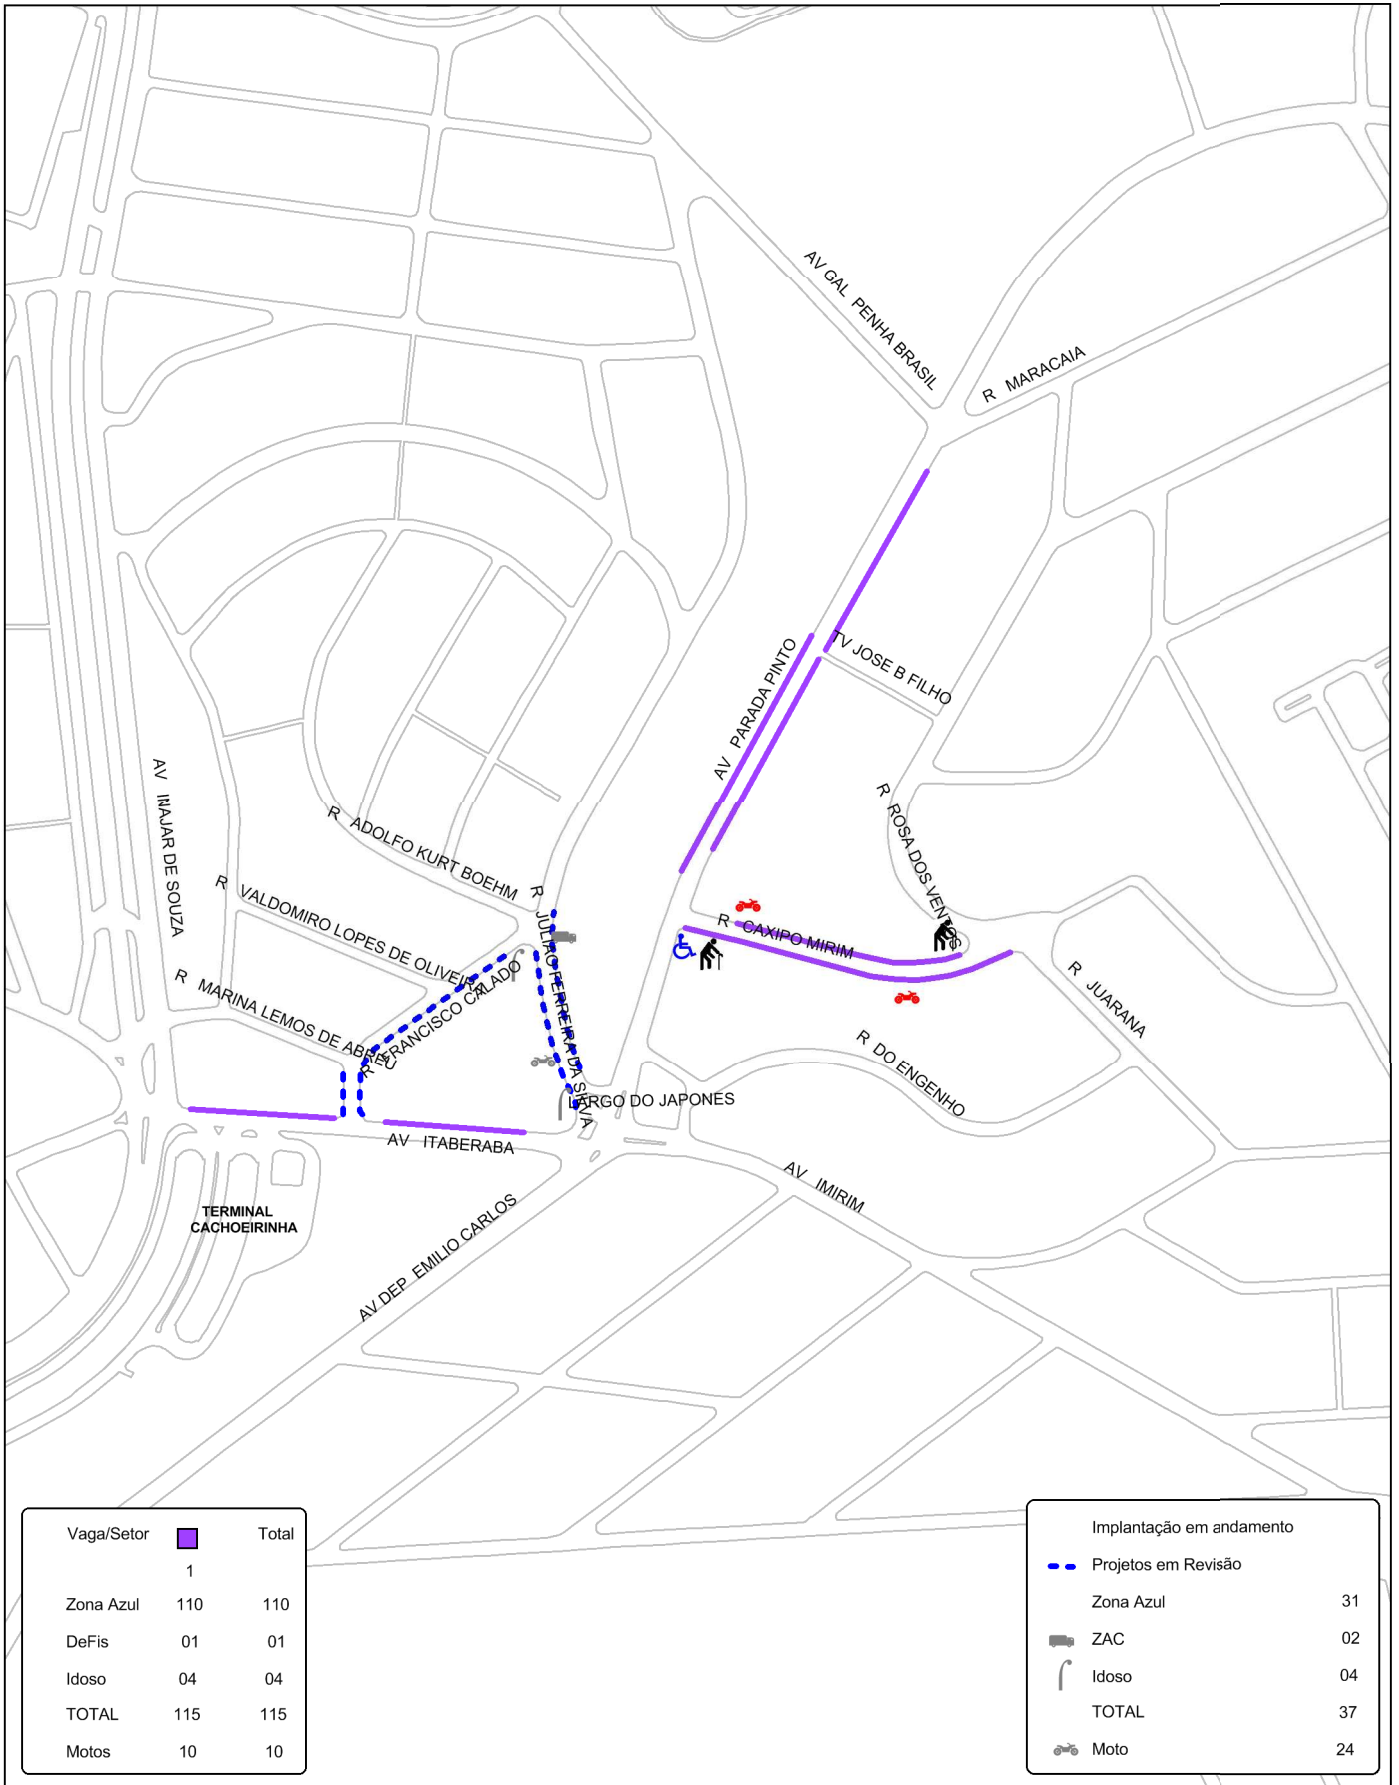 AV GAL PENHA BRASIL
R MARACAIA
TV JOSE B FILHO
AV PARADA PINTO
AV INAJAR DE SOUZA
R ROSA DOS VENTOS
R ADOLFO KURT BOEHM
R VALDOMIRO LOPES DE OLIVEIRA
R JULIAO FERREIRA DA SILVA
R CAXIPO MIRIM
R FRANCISCO CALADO
R MARINA LEMOS DE ABREU
R JUARANA
R DO ENGENHO
LARGO DO JAPONES
AV ITABERABA
AV IMIRIM
TERMINAL
CACHOEIRINHA
AV DEP EMILIO CARLOS
Vaga/Setor Total
1
Zona Azul 110 110
DeFis 01 01
Idoso 04 04
TOTAL 115 115
Motos 10 10
Implantação em andamento
Projetos em Revisão
Zona Azul 31
ZAC 02
Idoso 04
TOTAL 37
Moto 24